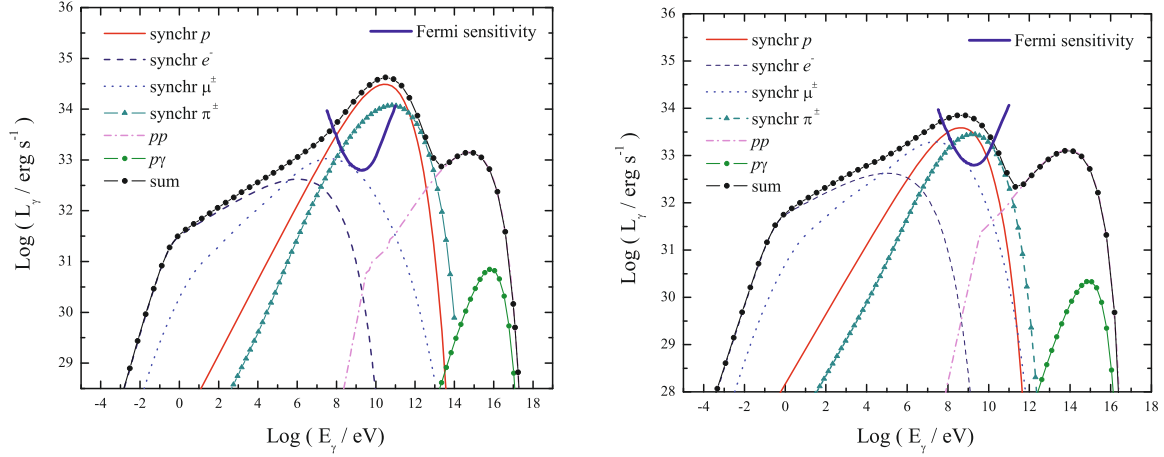 36
35
34
33
32
31
30
29
Log ( L_γ / erg s⁻¹ )
-4 -2 0 2 4 6 8 10 12 14 16 18
Log ( E_γ / eV)
synchr p
synchr e⁻
synchr μ±
synchr π±
pp
pγ
sum
Fermi sensitivity
36
35
34
33
32
31
30
29
28
Log ( L_γ / erg s⁻¹ )
-4 -2 0 2 4 6 8 10 12 14 16 18
Log ( E_γ / eV)
synchr p
synchr e⁻
synchr μ±
synchr π±
pp
pγ
sum
Fermi sensitivity